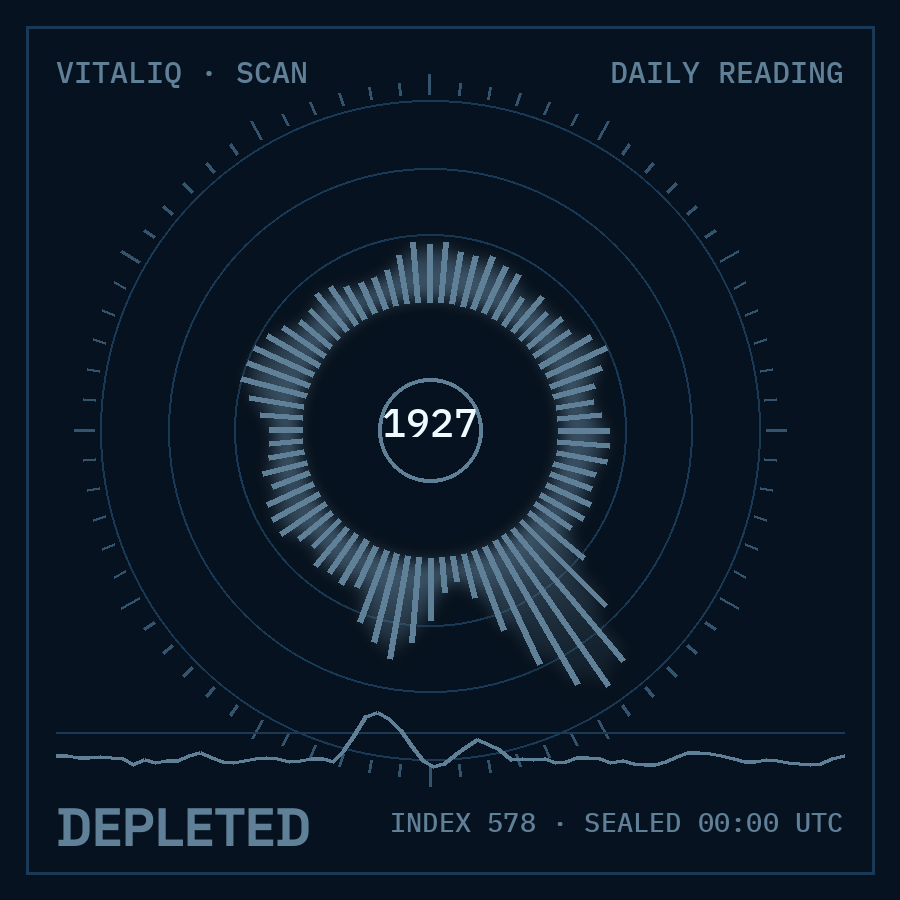 VITALIQ · SCAN
DAILY READING
1927
DEPLETED
INDEX 578 · SEALED 00:00 UTC